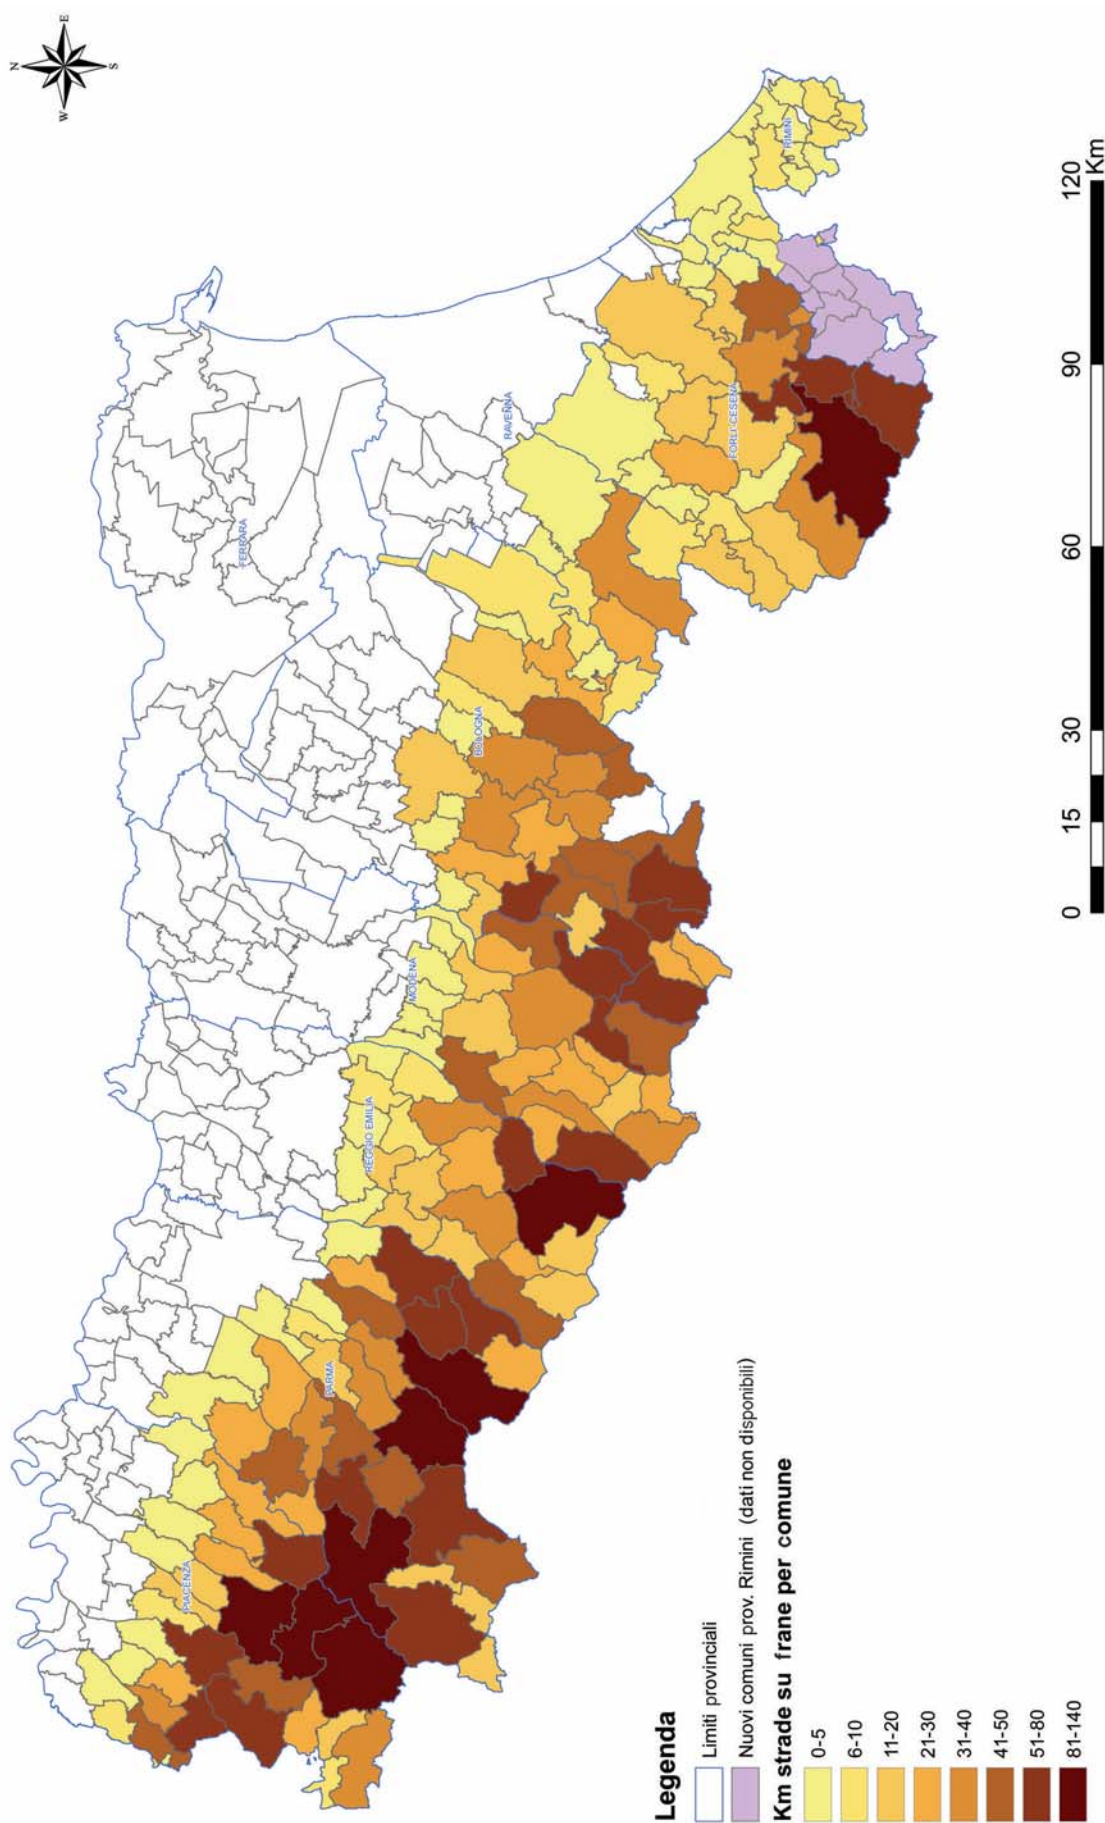 N
W
E
S
FERRARA
RAVENNA
BOLOGNA
MODENA
REGGIO EMILIA
PARMA
PIACENZA
FORLI-CESENA
RIMINI
Legenda
Limiti provinciali
Nuovi comuni prov. Rimini (dati non disponibili)
Km strade su frane per comune
0-5
6-10
11-20
21-30
31-40
41-50
51-80
81-140
0 15 30 60 90 120
Km